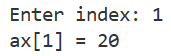 Enter index: 1
ax[1] = 20